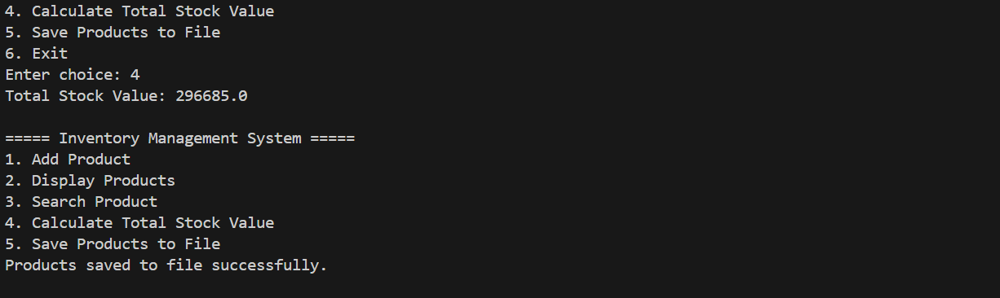 4. Calculate Total Stock Value
5. Save Products to File
6. Exit
Enter choice: 4
Total Stock Value: 296685.0
===== Inventory Management System =====
1. Add Product
2. Display Products
3. Search Product
4. Calculate Total Stock Value
5. Save Products to File
Products saved to file successfully.